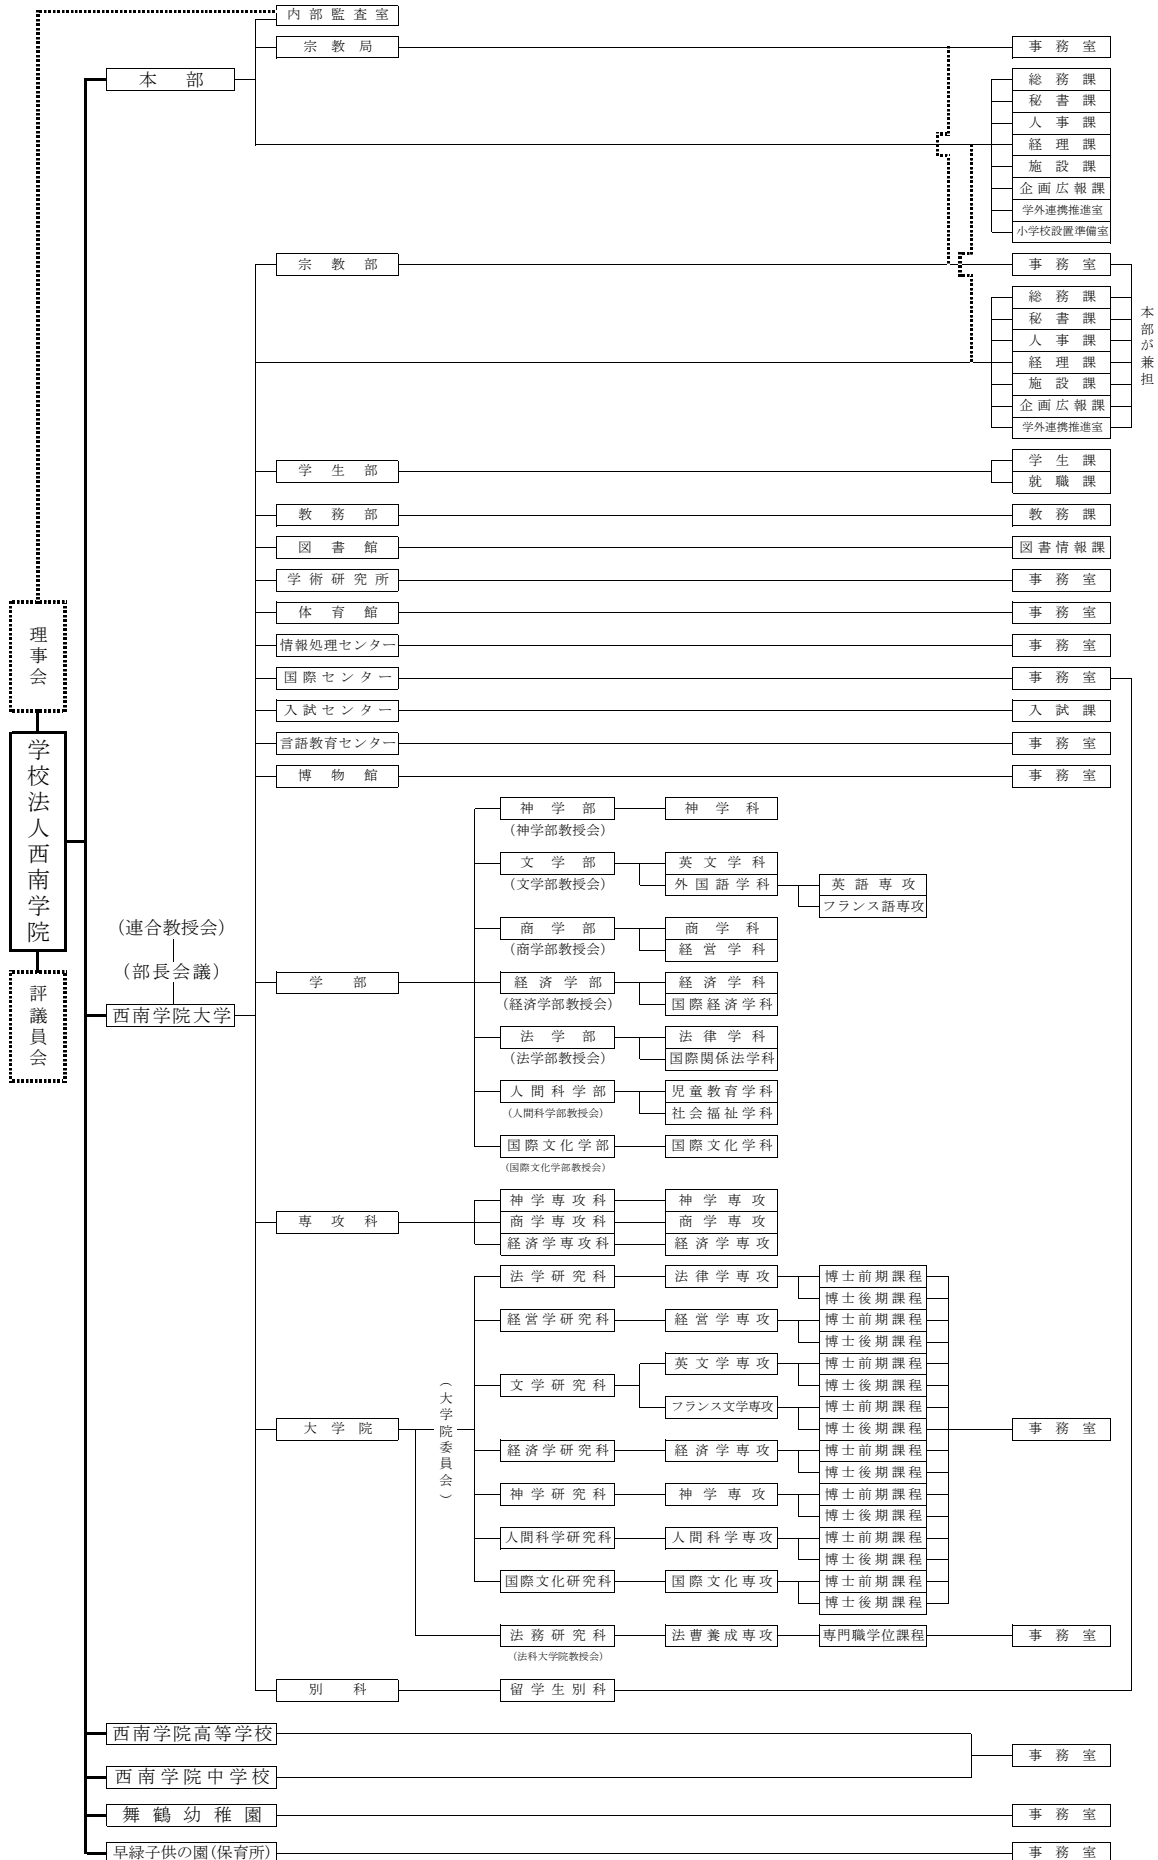 内部監査室
宗教局 事務室
本部 総務課
秘書課
人事課
経理課
施設課
企画広報課
学外連携推進室
小学校設置準備室
宗教部 事務室
総務課
秘書課
人事課
経理課
施設課
企画広報課
学外連携推進室
本部が兼担
学生部 学生課
就職課
教務部 教務課
図書館 図書情報課
学術研究所 事務室
体育館 事務室
情報処理センター 事務室
国際センター 事務室
入試センター 入試課
言語教育センター 事務室
博物館 事務室
理事会
学校法人西南学院
評議員会
(連合教授会)
(部長会議)
西南学院大学
学部
神学部 神学科
(神学部教授会)
文学部 英文学科
(文学部教授会) 外国語学科 英語専攻
フランス語専攻
商学部 商学科
(商学部教授会) 経営学科
経済学部 経済学科
(経済学部教授会) 国際経済学科
法学部 法律学科
(法学部教授会) 国際関係法学科
人間科学部 児童教育学科
(人間科学部教授会) 社会福祉学科
国際文化学部 国際文化学科
(国際文化学部教授会)
専攻科
神学専攻科 神学専攻
商学専攻科 商学専攻
経済学専攻科 経済学専攻
大学院
(大学院委員会)
法学研究科 法律学専攻 博士前期課程
博士後期課程
経営学研究科 経営学専攻 博士前期課程
博士後期課程
英文学専攻 博士前期課程
文学研究科 博士後期課程
フランス文学専攻 博士前期課程
博士後期課程 事務室
経済学研究科 経済学専攻 博士前期課程
博士後期課程
神学研究科 神学専攻 博士前期課程
博士後期課程
人間科学研究科 人間科学専攻 博士前期課程
博士後期課程
国際文化研究科 国際文化専攻 博士前期課程
博士後期課程
法務研究科 法曹養成専攻 専門職学位課程 事務室
(法科大学院教授会)
別科 留学生別科
西南学院高等学校
事務室
西南学院中学校
舞鶴幼稚園 事務室
早緑子供の園(保育所) 事務室